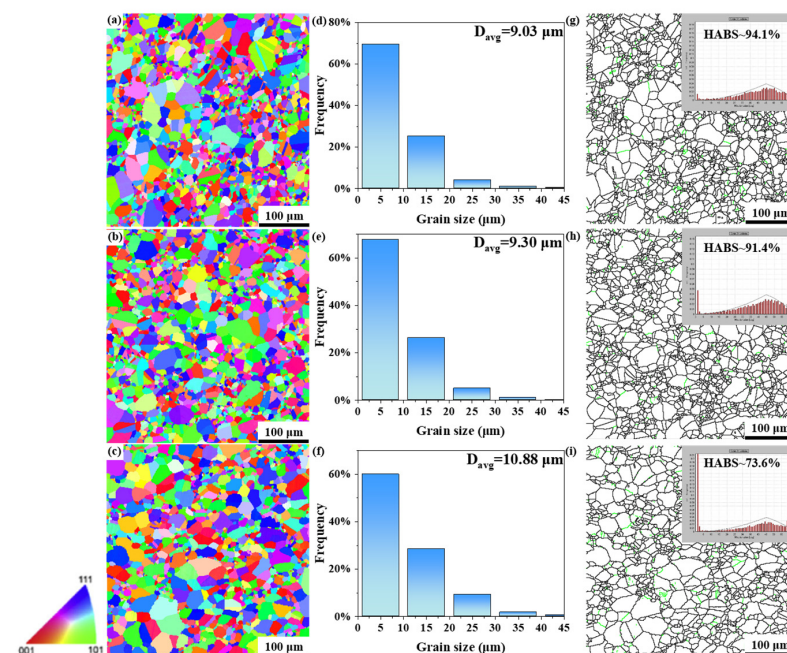 (a)
100 μm
(d)
D_avg=9.03 μm
Frequency
80%
60%
40%
20%
0%
0 5 10 15 20 25 30 35 40 45
Grain size (μm)
(g)
HABS~94.1%
100 μm
(b)
100 μm
(e)
D_avg=9.30 μm
Frequency
60%
40%
20%
0%
0 5 10 15 20 25 30 35 40 45
Grain size (μm)
(h)
HABS~91.4%
100 μm
(c)
100 μm
(f)
D_avg=10.88 μm
Frequency
60%
40%
20%
0%
0 5 10 15 20 25 30 35 40 45
Grain size (μm)
(i)
HABS~73.6%
100 μm
111
001 101